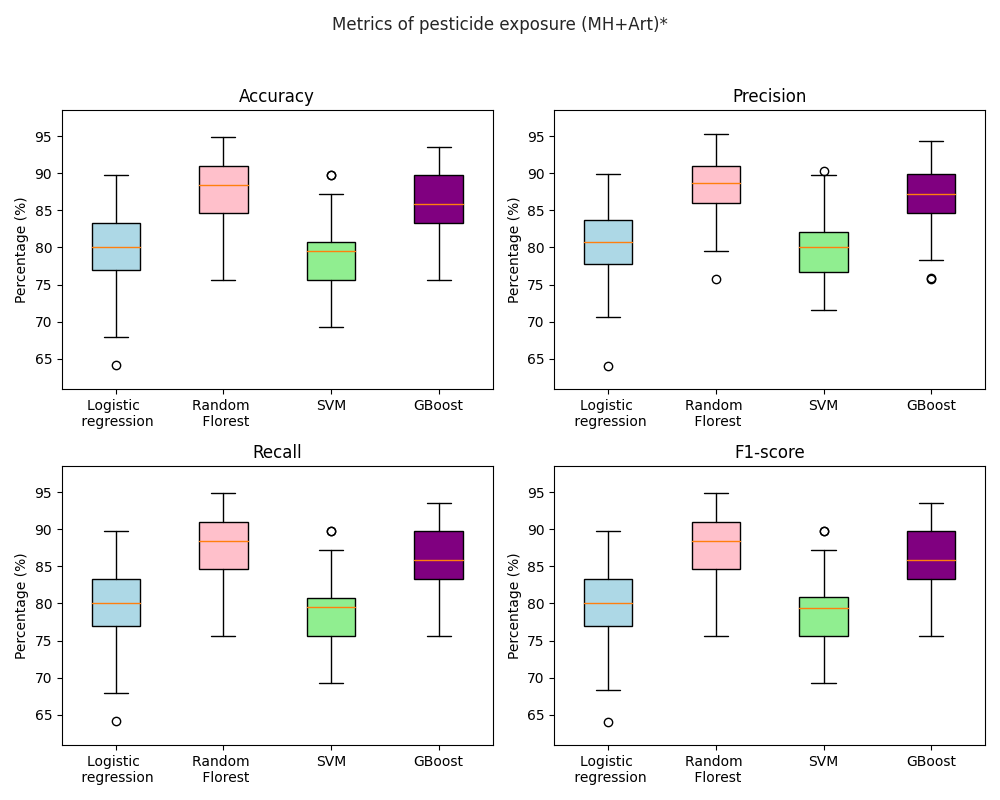 Metrics of pesticide exposure (MH+Art)*
Accuracy
Percentage (%)
95
90
85
80
75
70
65
Logistic
regression
Random
Florest
SVM
GBoost
Precision
Percentage (%)
95
90
85
80
75
70
65
Logistic
regression
Random
Florest
SVM
GBoost
Recall
Percentage (%)
95
90
85
80
75
70
65
Logistic
regression
Random
Florest
SVM
GBoost
F1-score
Percentage (%)
95
90
85
80
75
70
65
Logistic
regression
Random
Florest
SVM
GBoost